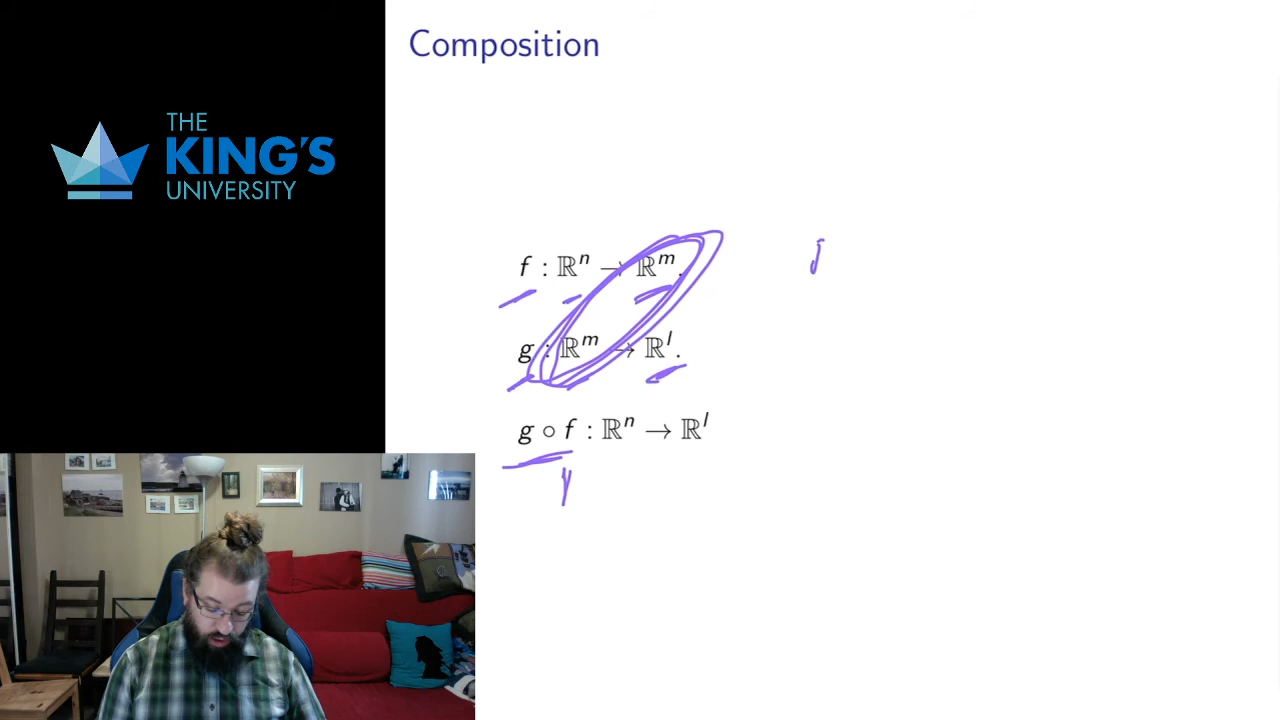 THE
KING'S
UNIVERSITY
Composition
f : ℝⁿ → ℝᵐ.
g : ℝᵐ → ℝˡ.
g ∘ f : ℝⁿ → ℝˡ